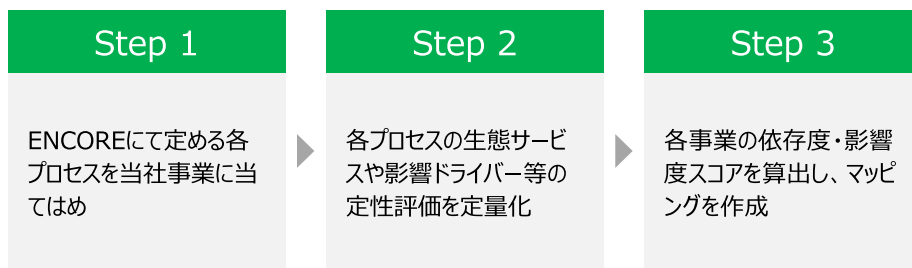 Step 1
ENCOREにて定める各
プロセスを当社事業に当
てはめ
Step 2
各プロセスの生態サービ
スや影響ドライバー等の
定性評価を定量化
Step 3
各事業の依存度・影響
度スコアを算出し、マッピ
ングを作成